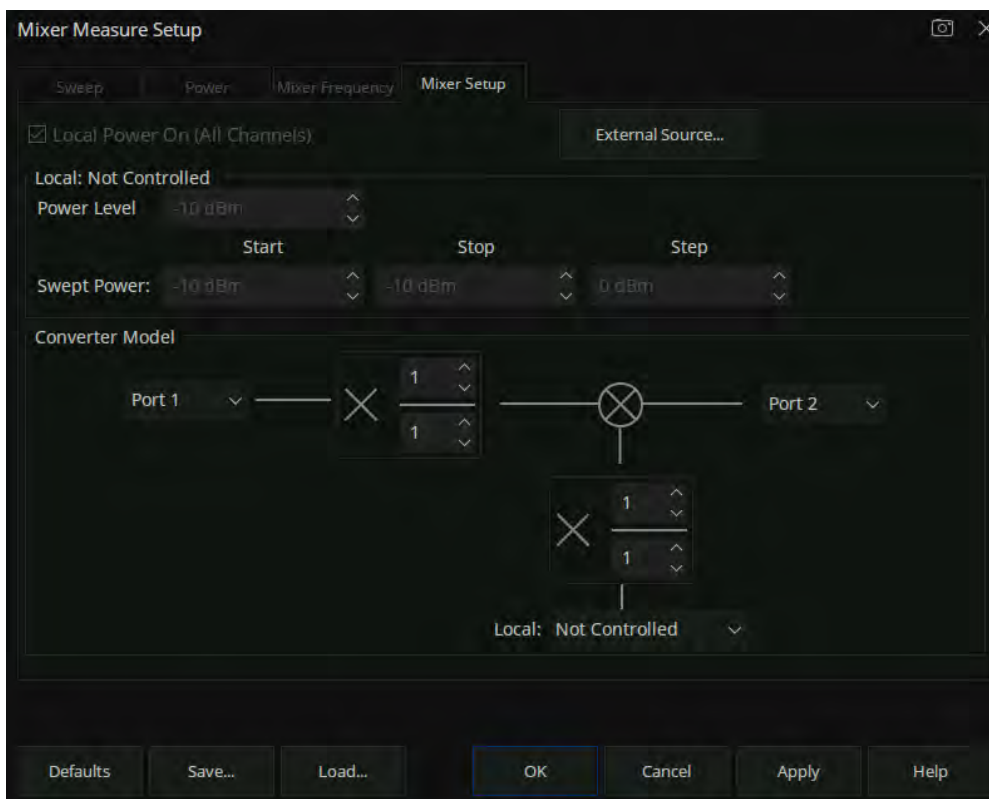 Mixer Measure Setup
Sweep Power Mixer Frequency Mixer Setup
Local Power On (All Channels) External Source...
Local: Not Controlled
Power Level -10 dBm
Start Stop Step
Swept Power: -10 dBm -10 dBm 0 dBm
Converter Model
Port 1 1 Port 2
1
1
1
Local: Not Controlled
Defaults Save... Load... OK Cancel Apply Help